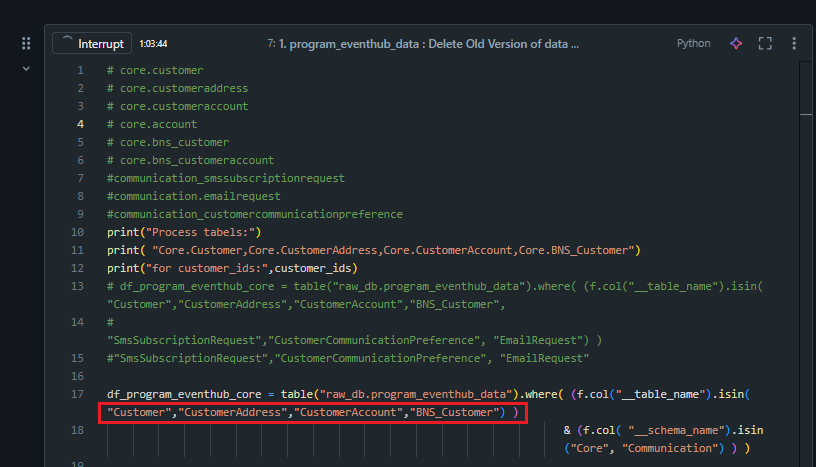 Interrupt 1:03:44 7: 1. program_eventhub_data : Delete Old Version of data ... Python
1 # core.customer
2 # core.customeraddress
3 # core.customeraccount
4 # core.account
5 # core.bns_customer
6 # core.bns_customeraccount
7 #communication_smssubscriptionrequest
8 #communication.emailrequest
9 #communication_customercommunicationpreference
10 print("Process tabels:")
11 print( "Core.Customer,Core.CustomerAddress,Core.CustomerAccount,Core.BNS_Customer")
12 print("for customer_ids:",customer_ids)
13 # df_program_eventhub_core = table("raw_db.program_eventhub_data").where( (f.col("__table_name").isin(
"Customer","CustomerAddress","CustomerAccount","BNS_Customer",
14 #
"SmsSubscriptionRequest","CustomerCommunicationPreference", "EmailRequest") )
15 #"SmsSubscriptionRequest","CustomerCommunicationPreference", "EmailRequest"
16
17 df_program_eventhub_core = table("raw_db.program_eventhub_data").where( (f.col("__table_name").isin(
"Customer","CustomerAddress","CustomerAccount","BNS_Customer") )
18 & (f.col( "__schema_name").isin
("Core", "Communication") ) )
19